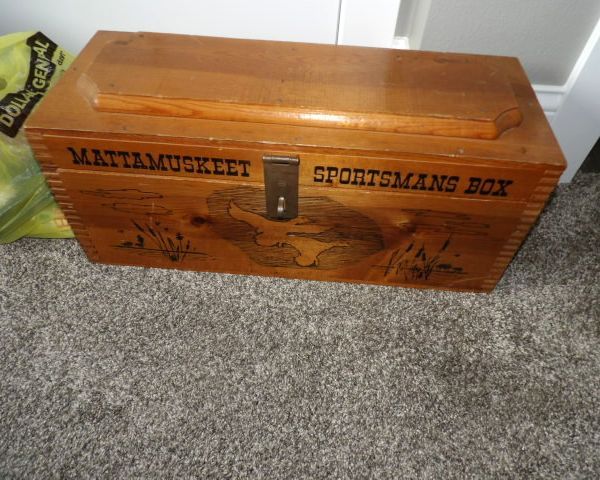 DOLLAR GENERAL
MATTAMUSKEET SPORTSMANS BOX